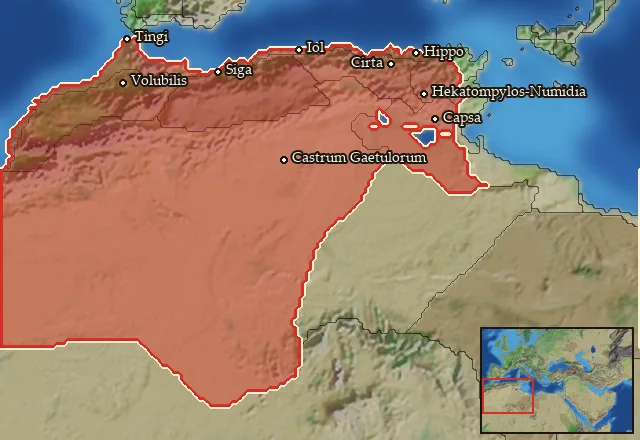 Tingi
Iol
Hippo
Cirta
Siga
Volubilis
Hekatompylos-Numidia
Capsa
Castrum Gaetulorum